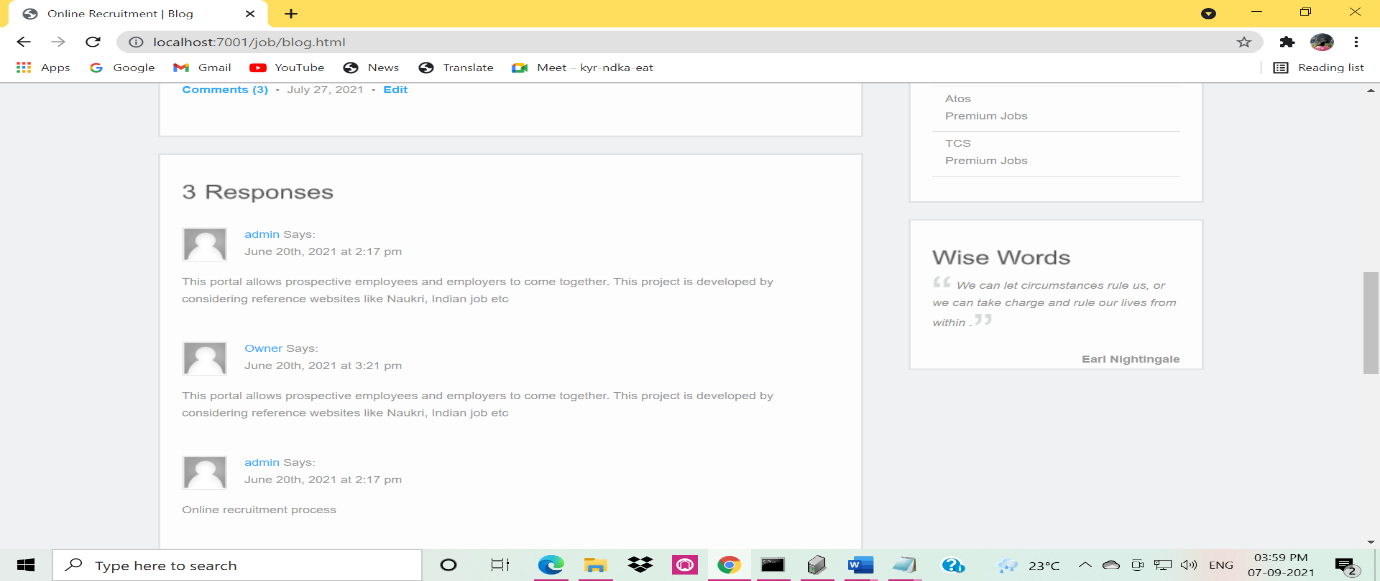 Online Recruitment | Blog
localhost:7001/job/blog.html
Apps Google Gmail YouTube News Translate Meet - kyr-ndka-eat Reading list
Comments (3) • July 27, 2021 • Edit
3 Responses
admin Says:
June 20th, 2021 at 2:17 pm
This portal allows prospective employees and employers to come together. This project is developed by
considering reference websites like Naukri, Indian job etc
Owner Says:
June 20th, 2021 at 3:21 pm
This portal allows prospective employees and employers to come together. This project is developed by
considering reference websites like Naukri, Indian job etc
admin Says:
June 20th, 2021 at 2:17 pm
Online recruitment process
Atos
Premium Jobs
TCS
Premium Jobs
Wise Words
“ We can let circumstances rule us, or
we can take charge and rule our lives from
within . ”
Earl Nightingale
Type here to search
23°C
ENG
03:59 PM
07-09-2021
2